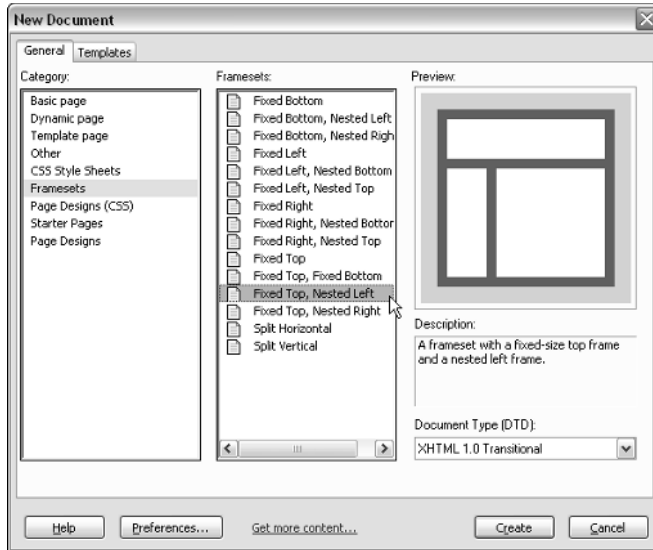 New Document
General
Templates
Category:
Basic page
Dynamic page
Template page
Other
CSS Style Sheets
Framesets
Page Designs (CSS)
Starter Pages
Page Designs
Framesets:
Fixed Bottom
Fixed Bottom, Nested Left
Fixed Bottom, Nested Righ
Fixed Left
Fixed Left, Nested Bottom
Fixed Left, Nested Top
Fixed Right
Fixed Right, Nested Bottor
Fixed Right, Nested Top
Fixed Top
Fixed Top, Fixed Bottom
Fixed Top, Nested Left
Fixed Top, Nested Right
Split Horizontal
Split Vertical
Preview:
Description:
A frameset with a fixed-size top frame
and a nested left frame.
Document Type (DTD):
XHTML 1.0 Transitional
Help
Preferences...
Get more content...
Create
Cancel